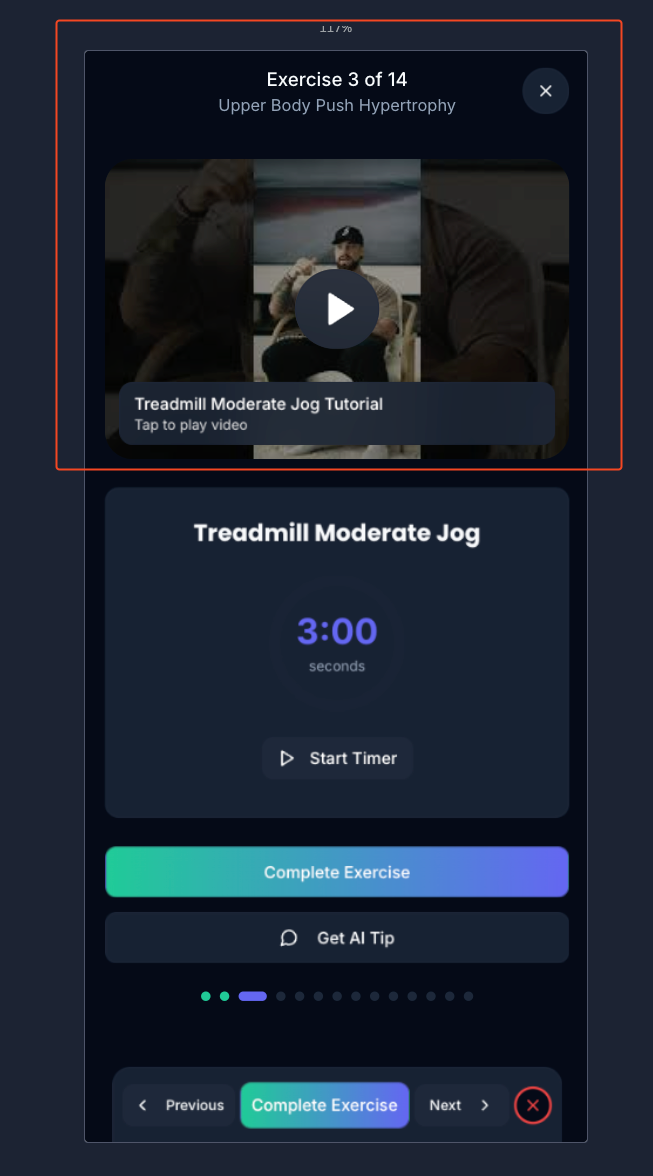 117%
Exercise 3 of 14
Upper Body Push Hypertrophy
Treadmill Moderate Jog Tutorial
Tap to play video
Treadmill Moderate Jog
3:00
seconds
Start Timer
Complete Exercise
Get AI Tip
Previous
Complete Exercise
Next